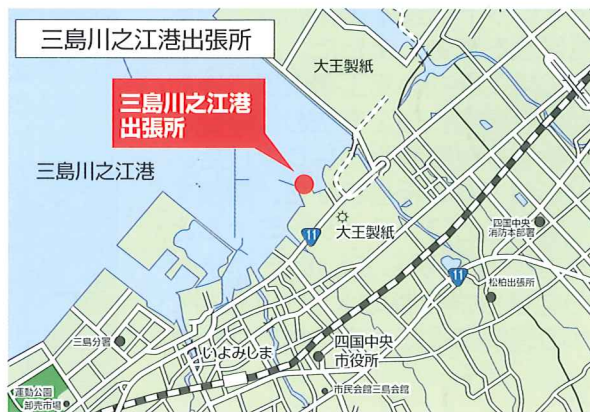 三島川之江港出張所
大王製紙
三島川之江港
出張所
三島川之江港
11
大王製紙
四国中央
消防本部署
11
松柏出張所
三島分署
いよみしま
四国中央
市役所
運動公園
卸売市場
市民会館三島会館